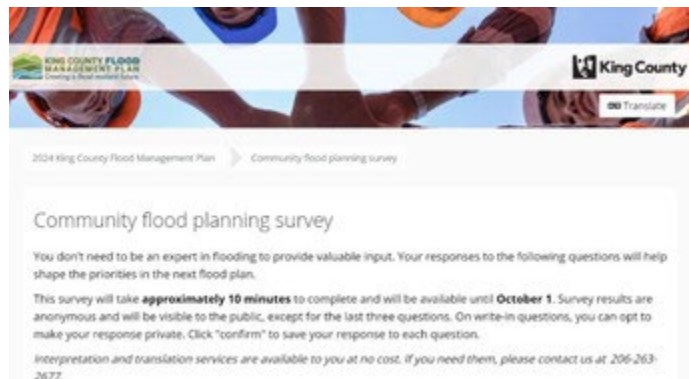 KING COUNTY FLOOD
MANAGEMENT PLAN
Creating a flood resilient future
King County
Translate
2024 King County Flood Management Plan
Community flood planning survey
Community flood planning survey
You don't need to be an expert in flooding to provide valuable input. Your responses to the following questions will help
shape the priorities in the next flood plan.
This survey will take approximately 10 minutes to complete and will be available until October 1. Survey results are
anonymous and will be visible to the public, except for the last three questions. On write-in questions, you can opt to
make your response private. Click "confirm" to save your response to each question.
Interpretation and translation services are available to you at no cost. If you need them, please contact us at 206-263-
2677.